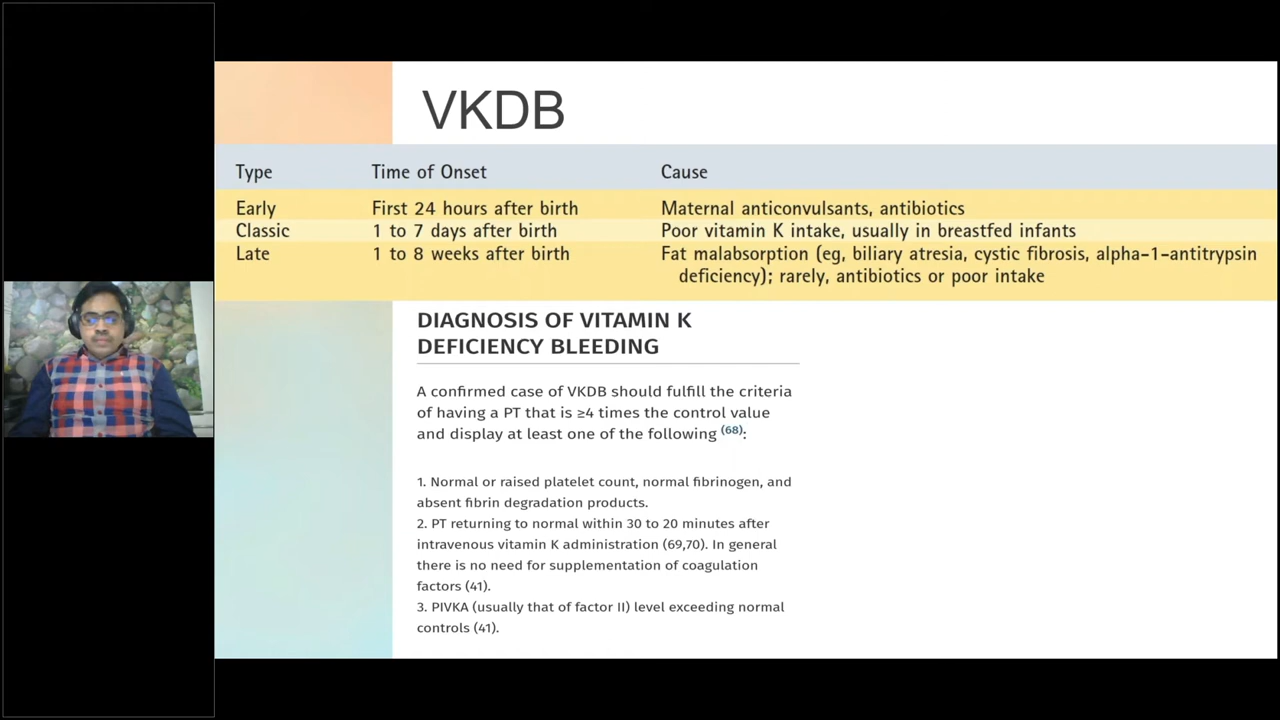 VKDB
Type Time of Onset Cause
Early First 24 hours after birth Maternal anticonvulsants, antibiotics
Classic 1 to 7 days after birth Poor vitamin K intake, usually in breastfed infants
Late 1 to 8 weeks after birth Fat malabsorption (eg, biliary atresia, cystic fibrosis, alpha-1-antitrypsin
deficiency); rarely, antibiotics or poor intake
DIAGNOSIS OF VITAMIN K
DEFICIENCY BLEEDING
A confirmed case of VKDB should fulfill the criteria
of having a PT that is ≥4 times the control value
and display at least one of the following (68):
1. Normal or raised platelet count, normal fibrinogen, and
absent fibrin degradation products.
2. PT returning to normal within 30 to 20 minutes after
intravenous vitamin K administration (69,70). In general
there is no need for supplementation of coagulation
factors (41).
3. PIVKA (usually that of factor II) level exceeding normal
controls (41).